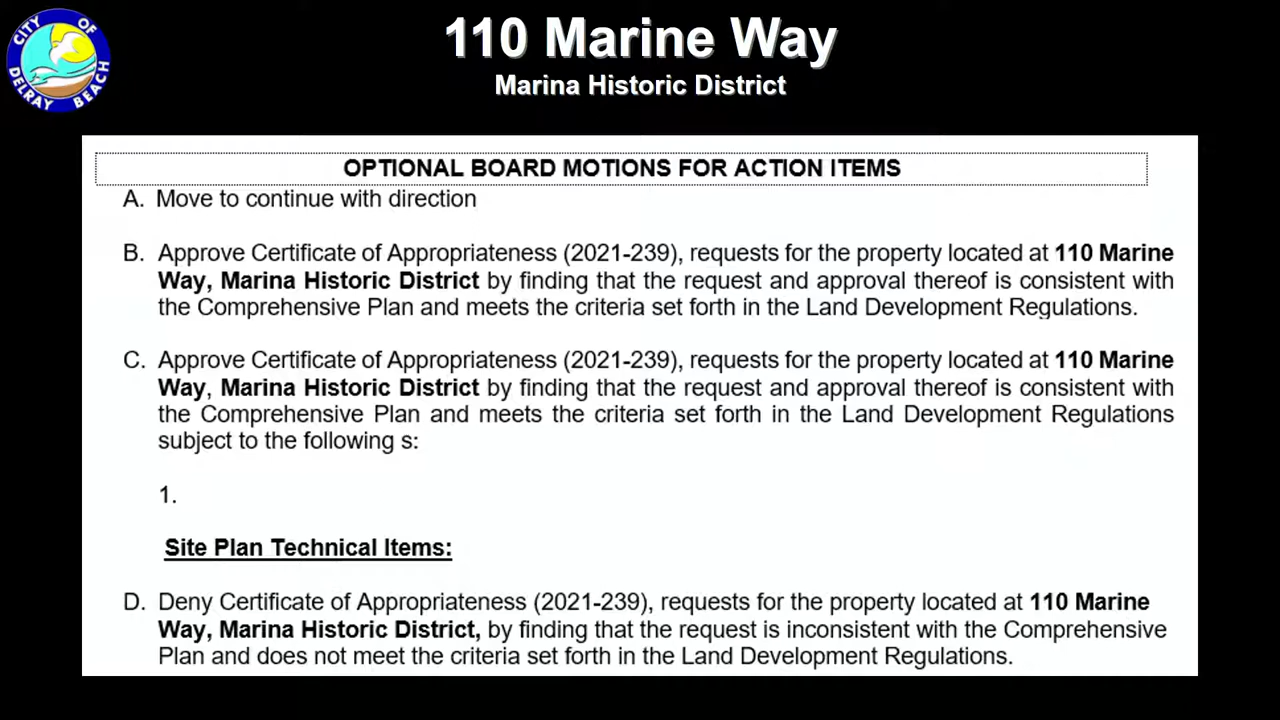 CITY OF
DELRAY BEACH
110 Marine Way
Marina Historic District
OPTIONAL BOARD MOTIONS FOR ACTION ITEMS
A. Move to continue with direction
B. Approve Certificate of Appropriateness (2021-239), requests for the property located at 110 Marine
Way, Marina Historic District by finding that the request and approval thereof is consistent with
the Comprehensive Plan and meets the criteria set forth in the Land Development Regulations.
C. Approve Certificate of Appropriateness (2021-239), requests for the property located at 110 Marine
Way, Marina Historic District by finding that the request and approval thereof is consistent with
the Comprehensive Plan and meets the criteria set forth in the Land Development Regulations
subject to the following s:
1.
Site Plan Technical Items:
D. Deny Certificate of Appropriateness (2021-239), requests for the property located at 110 Marine
Way, Marina Historic District, by finding that the request is inconsistent with the Comprehensive
Plan and does not meet the criteria set forth in the Land Development Regulations.